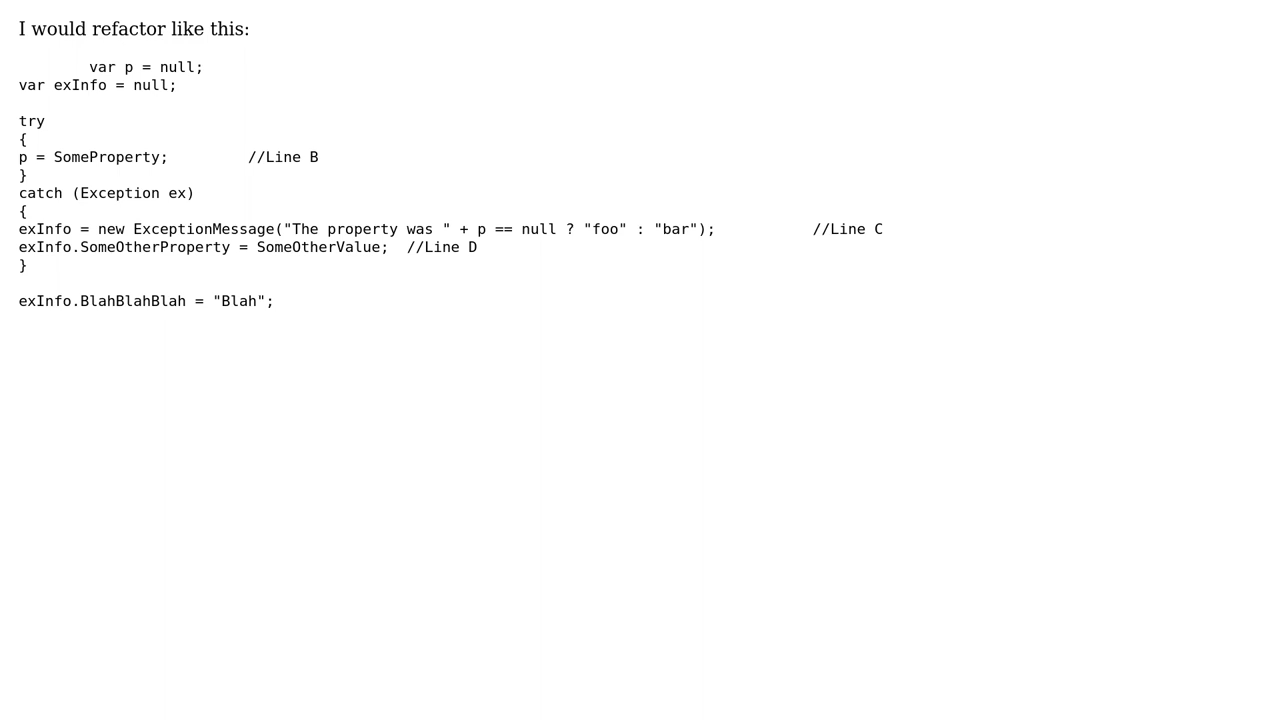 I would refactor like this:
        var p = null;
var exInfo = null;
try
{
p = SomeProperty;         //Line B
}
catch (Exception ex)
{
exInfo = new ExceptionMessage("The property was " + p == null ? "foo" : "bar");           //Line C
exInfo.SomeOtherProperty = SomeOtherValue;  //Line D
}
exInfo.BlahBlahBlah = "Blah";